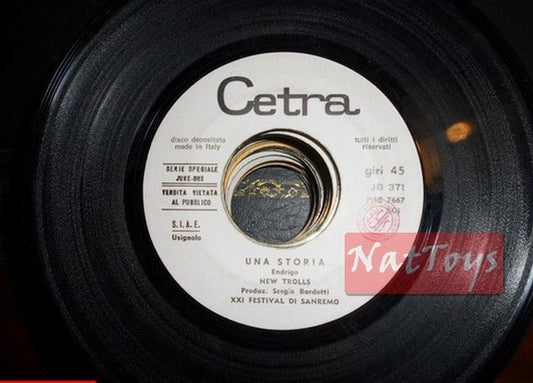 Cetra
disco depositato
made in Italy
tutti i diritti
riservati
SERIE SPECIALE
JUKE-BOX
VENDITA VIETATA
AL PUBBLICO
giri 45
JB 371
7667
S.I.A.E.
Usignolo
UNA STORIA
Endrigo
NEW TROLLS
Produz. Sergio Bardotti
XXI FESTIVAL DI SANREMO
NatToys